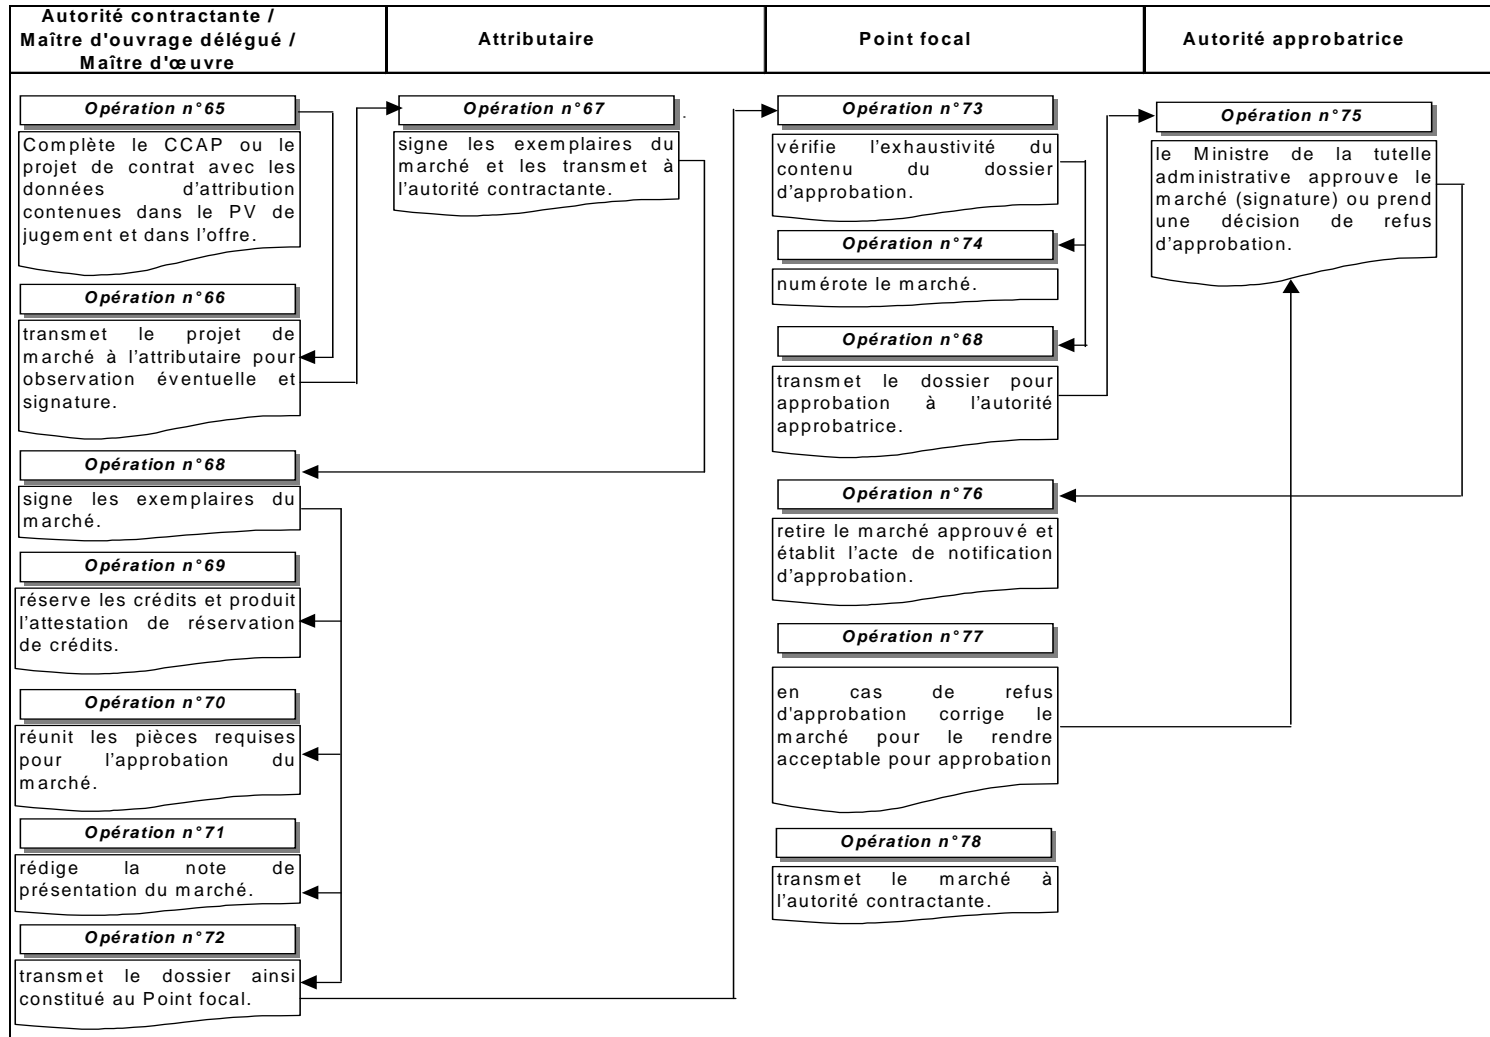 Autorité contractante /
Maître d'ouvrage délégué /
Maître d'œuvre
Attributaire
Point focal
Autorité approbatrice
Opération n°65
Complète le CCAP ou le
projet de contrat avec les
données d'attribution
contenues dans le PV de
jugement et dans l'offre.
Opération n°66
transmet le projet de
marché à l'attributaire pour
observation éventuelle et
signature.
Opération n°68
signe les exemplaires du
marché.
Opération n°69
réserve les crédits et produit
l'attestation de réservation
de crédits.
Opération n°70
réunit les pièces requises
pour l'approbation du
marché.
Opération n°71
rédige la note de
présentation du marché.
Opération n°72
transmet le dossier ainsi
constitué au Point focal.
Opération n°67
.
signe les exemplaires du
marché et les transmet à
l'autorité contractante.
Opération n°73
vérifie l'exhaustivité du
contenu du dossier
d'approbation.
Opération n°74
numérote le marché.
Opération n°68
transmet le dossier pour
approbation à l'autorité
approbatrice.
Opération n°76
retire le marché approuvé et
établit l'acte de notification
d'approbation.
Opération n°77
en cas de refus
d'approbation corrige le
marché pour le rendre
acceptable pour approbation
Opération n°78
transmet le marché à
l'autorité contractante.
Opération n°75
le Ministre de la tutelle
administrative approuve le
marché (signature) ou prend
une décision de refus
d'approbation.